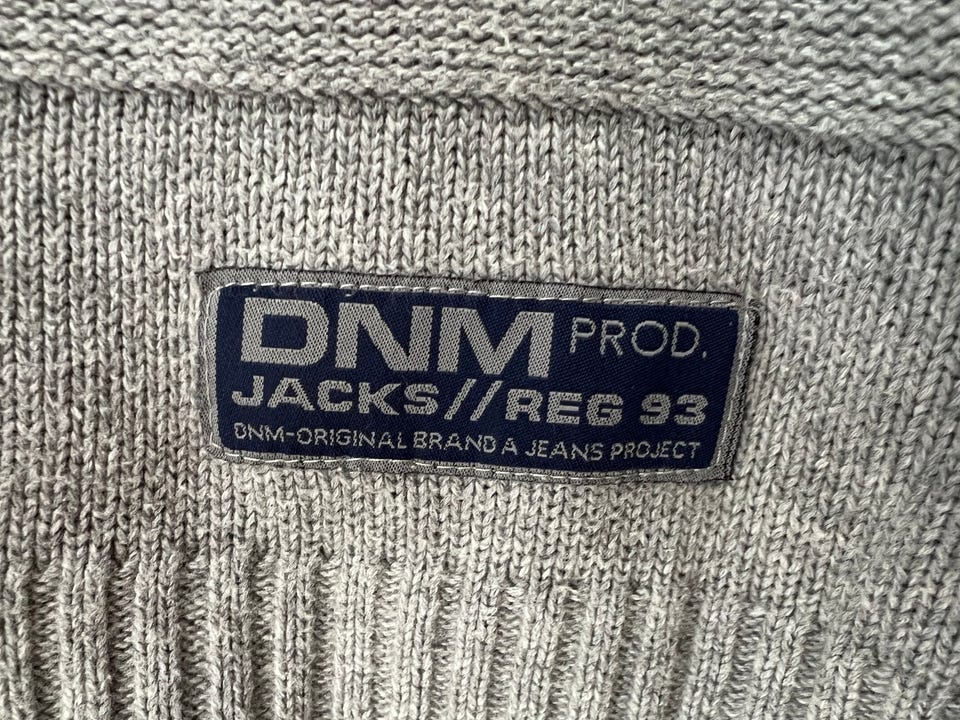 DNM PROD.
JACKS//REG 93
DNM-ORIGINAL BRAND A JEANS PROJECT